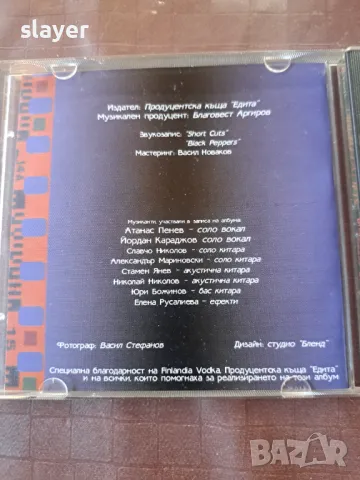 slayer
Издател: Продуцентска къща "Едита"
Музикален продуцент: Благовест Аргиров
Звукозапис: "Short Cuts"
"Black Peppers"
Мастеринг: Васил Новаков
Музиканти, участвали в записа на албума:
Атанас Пенев - соло вокал
Йордан Караджов - соло вокал
Славчо Николов - соло китара
Александър Мариновски - соло китара
Стамен Янев - акустична китара
Николай Николов - акустична китара
Юри Божинов - бас китара
Елена Русалиева - ефекти
Фотограф: Васил Стефанов
Дизайн: студио "Бленд"
Специална благодарност на Finlandia Vodka, Продуцентска къща "Едита"
и на всички, които помогнаха за реализирането на този албум
BAZAR
bg